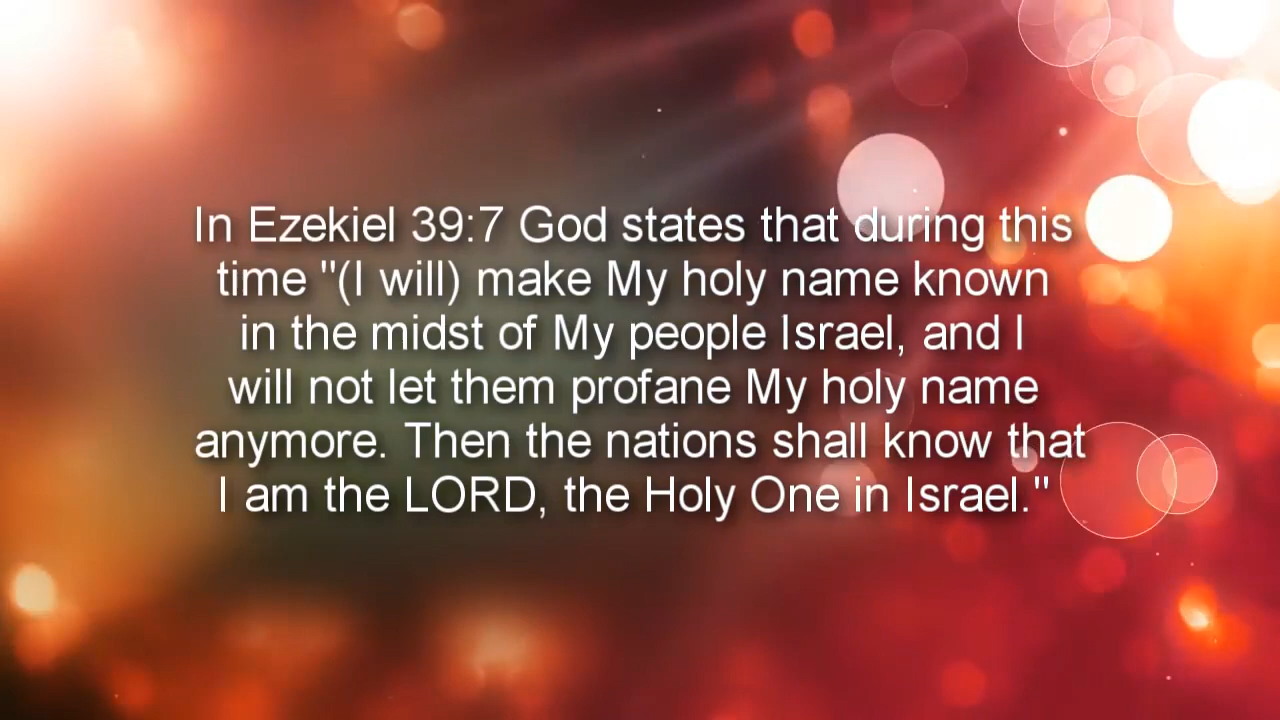 In Ezekiel 39:7 God states that during this
time "(I will) make My holy name known
in the midst of My people Israel, and I
will not let them profane My holy name
anymore. Then the nations shall know that
I am the LORD, the Holy One in Israel."